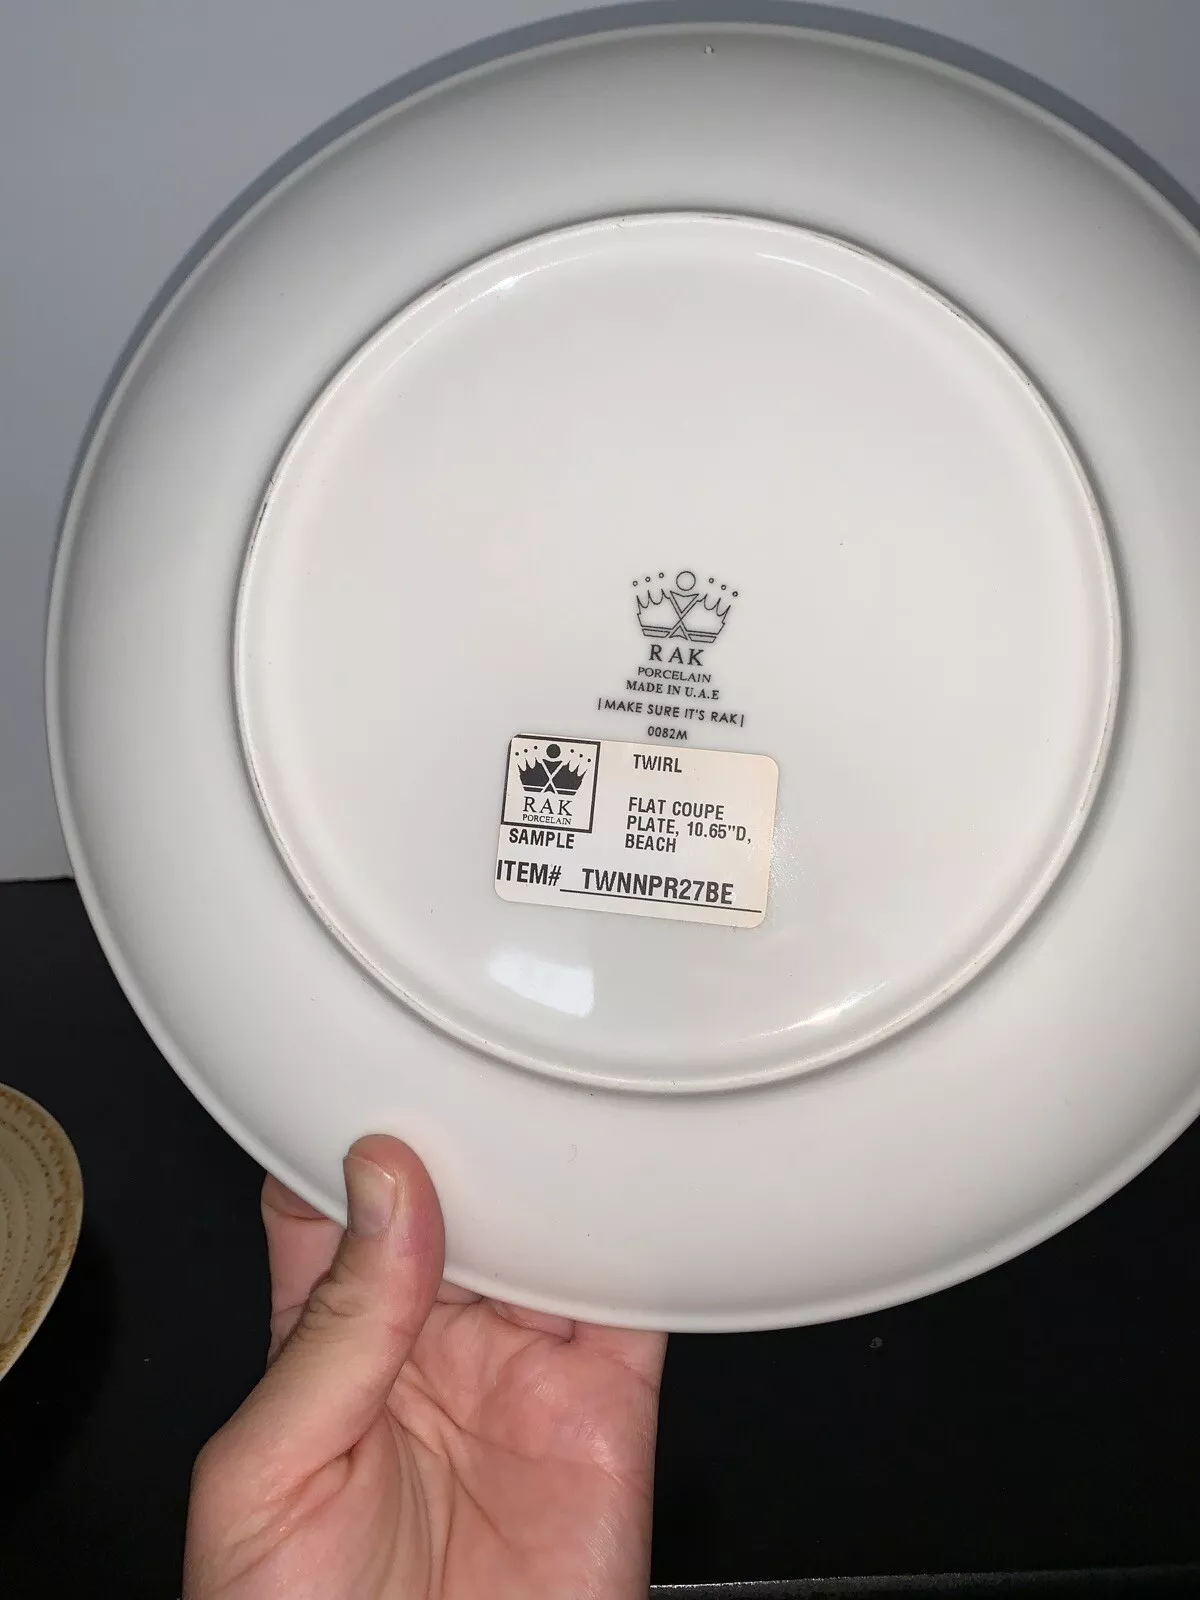 RAK
PORCELAIN
MADE IN U.A.E
|MAKE SURE IT'S RAK|
0082M
RAK
PORCELAIN
SAMPLE
TWIRL
FLAT COUPE
PLATE, 10.65"D,
BEACH
ITEM# TWNNPR27BE